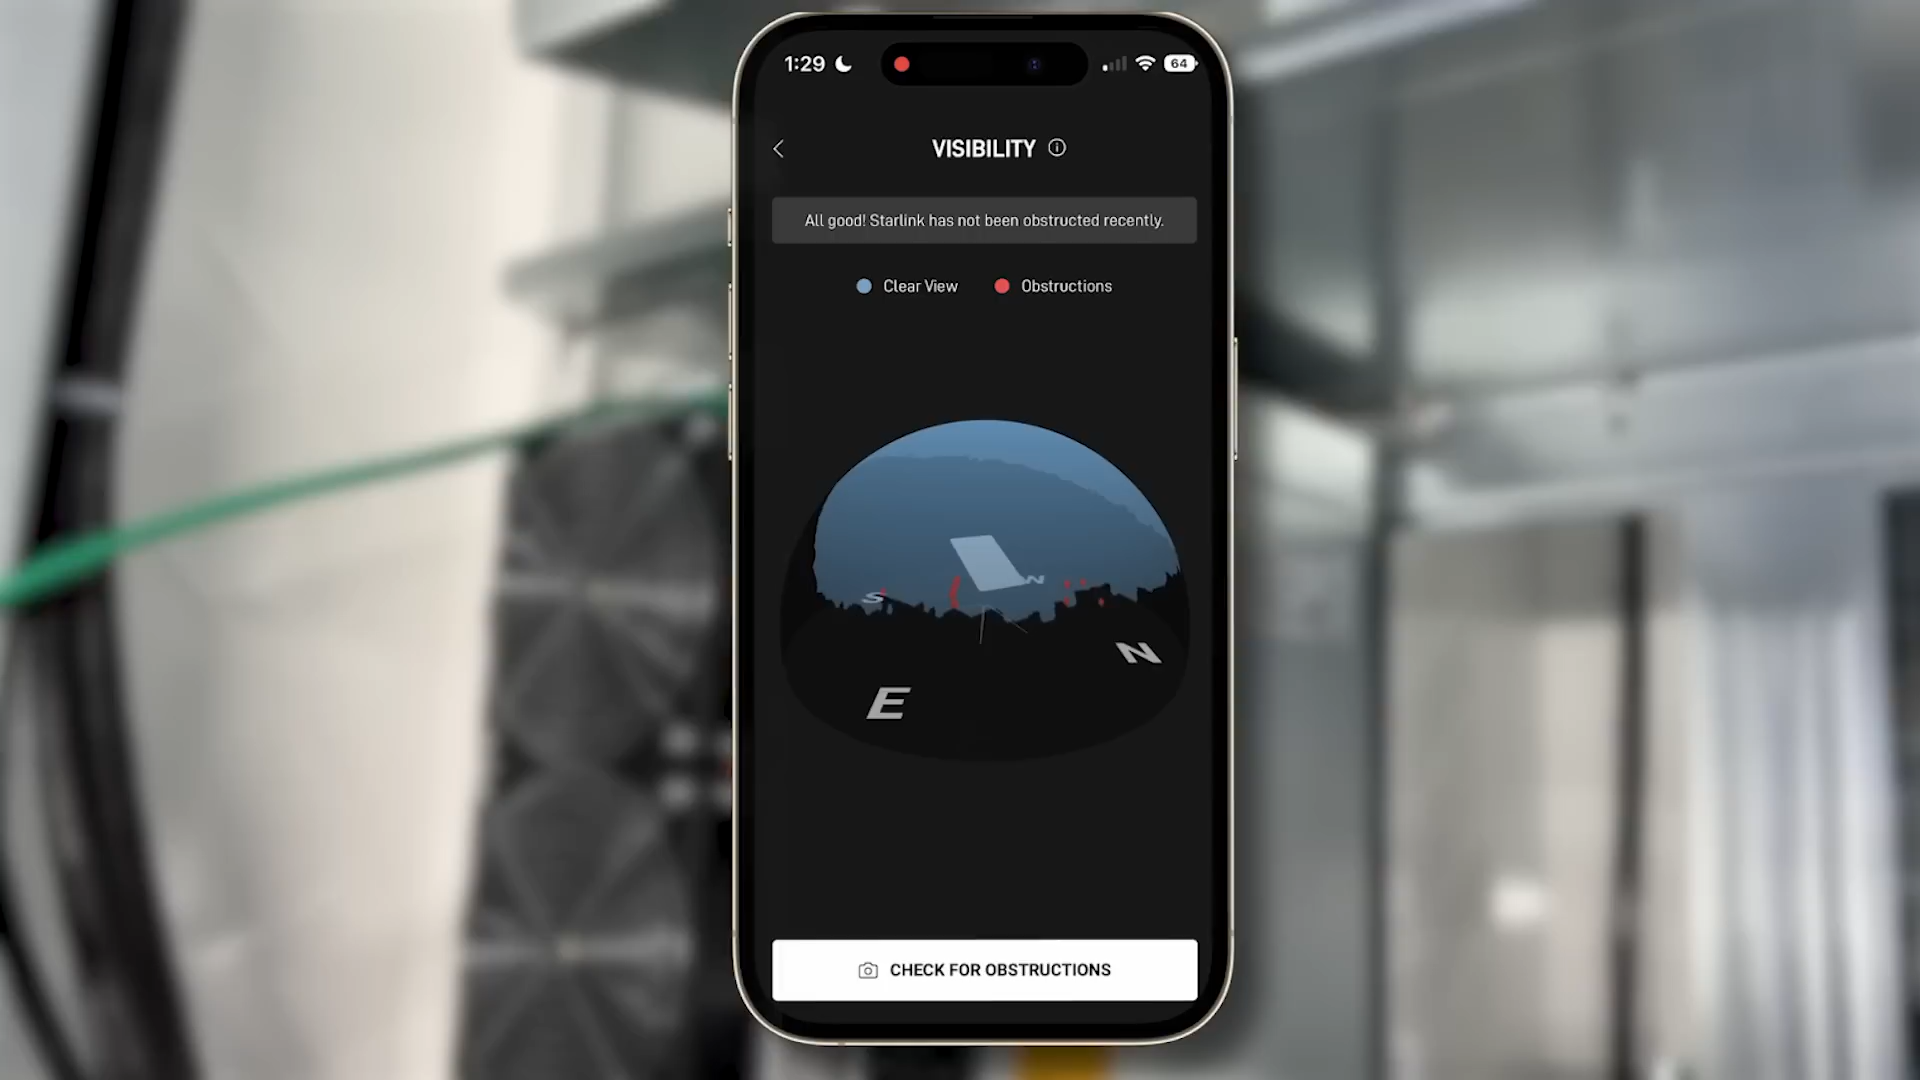 1:29
64
VISIBILITY
All good! Starlink has not been obstructed recently.
Clear View
Obstructions
S
N
N
E
CHECK FOR OBSTRUCTIONS